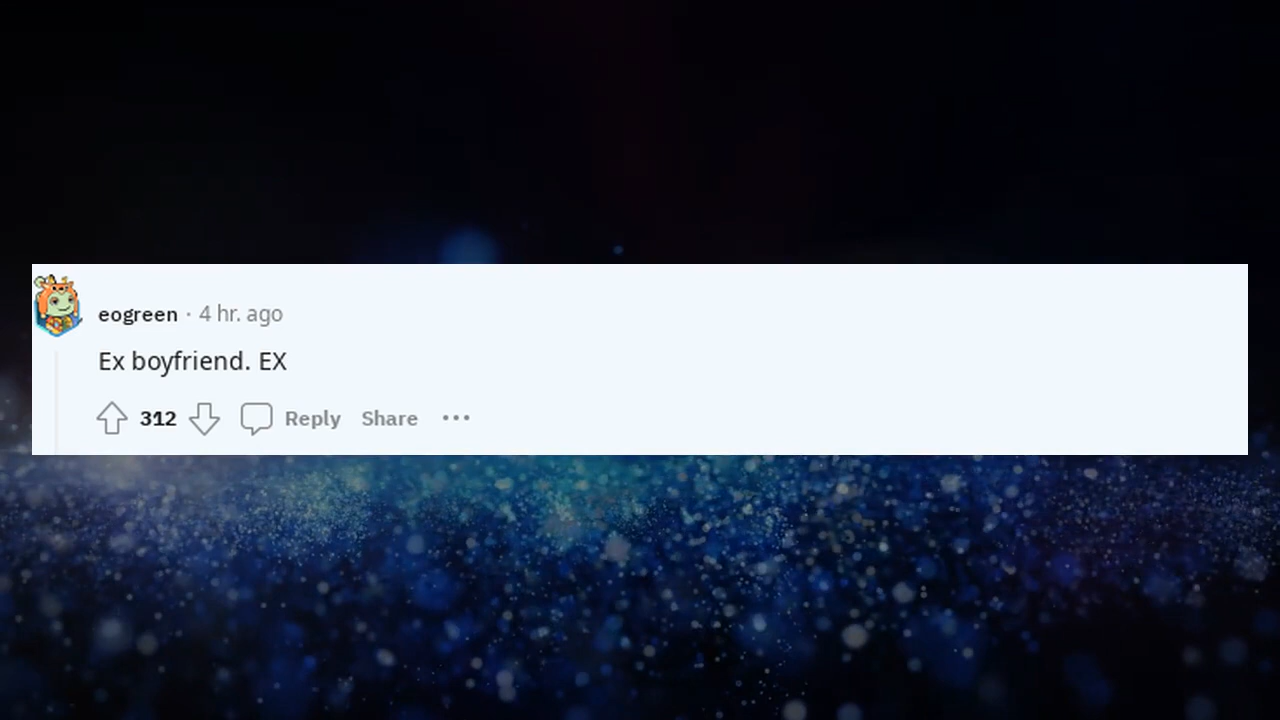 eogreen · 4 hr. ago
Ex boyfriend. EX
312 Reply Share ···